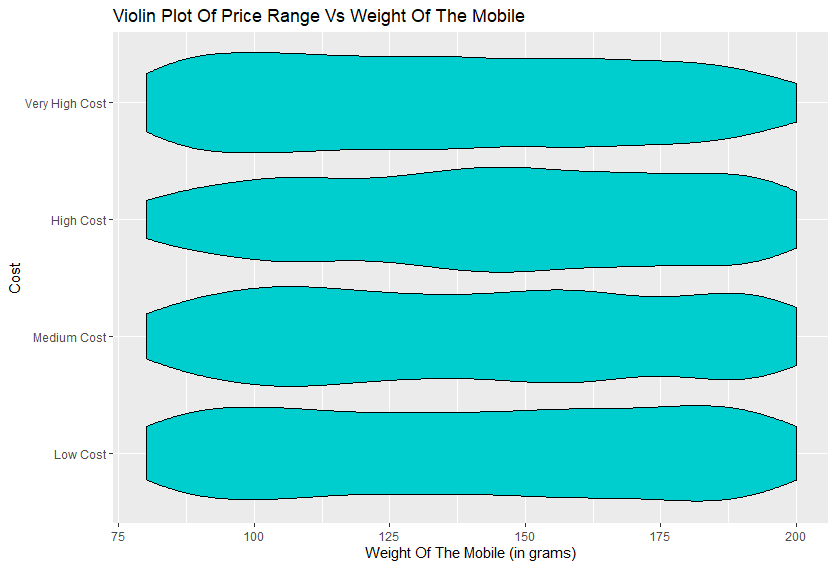 Violin Plot Of Price Range Vs Weight Of The Mobile
Cost
Very High Cost
High Cost
Medium Cost
Low Cost
75 100 125 150 175 200
Weight Of The Mobile (in grams)